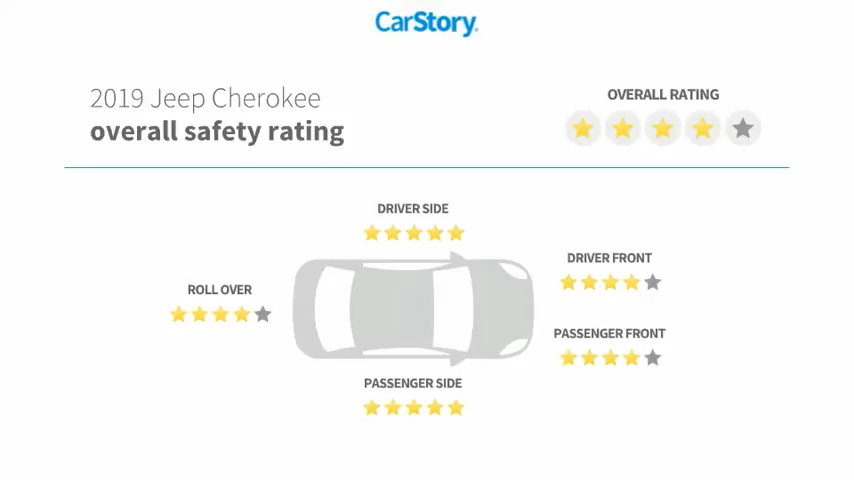 CarStory.
2019 Jeep Cherokee
overall safety rating
OVERALL RATING
DRIVER SIDE
DRIVER FRONT
ROLL OVER
PASSENGER FRONT
PASSENGER SIDE